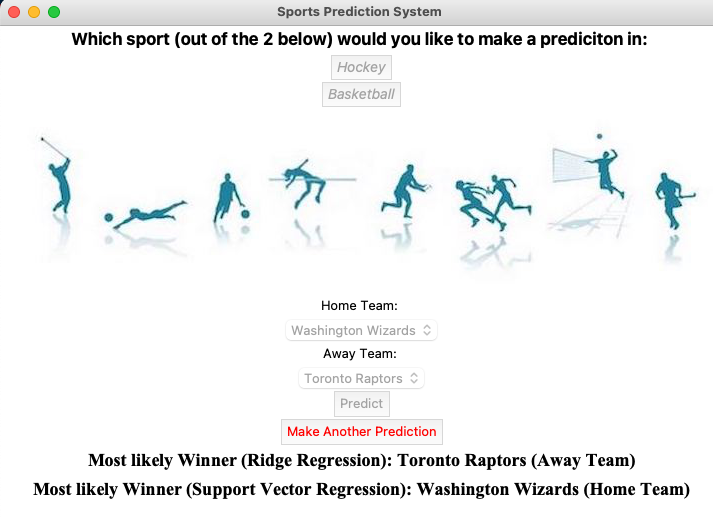 Sports Prediction System
Which sport (out of the 2 below) would you like to make a prediciton in:
Hockey
Basketball
Home Team:
Washington Wizards
Away Team:
Toronto Raptors
Predict
Make Another Prediction
Most likely Winner (Ridge Regression): Toronto Raptors (Away Team)
Most likely Winner (Support Vector Regression): Washington Wizards (Home Team)